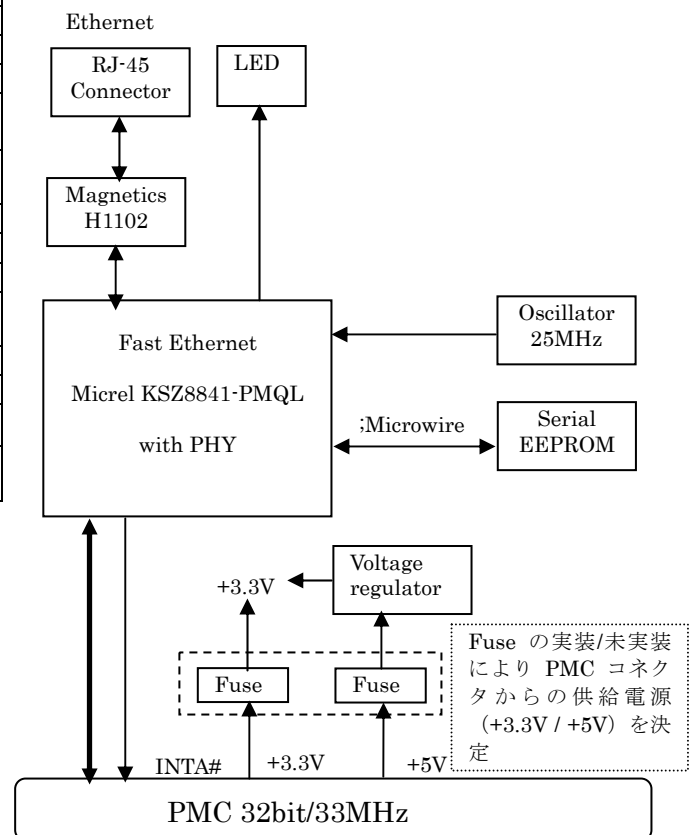 Ethernet
RJ-45
Connector
LED
Magnetics
H1102
Fast Ethernet
Micrel KSZ8841-PMQL
with PHY
Oscillator
25MHz
;Microwire
Serial
EEPROM
Voltage
regulator
+3.3V
Fuse
Fuse
Fuse の実装/未実装
により PMC コネク
タからの供給電源
（+3.3V / +5V）を決
定
INTA#
+3.3V
+5V
PMC 32bit/33MHz